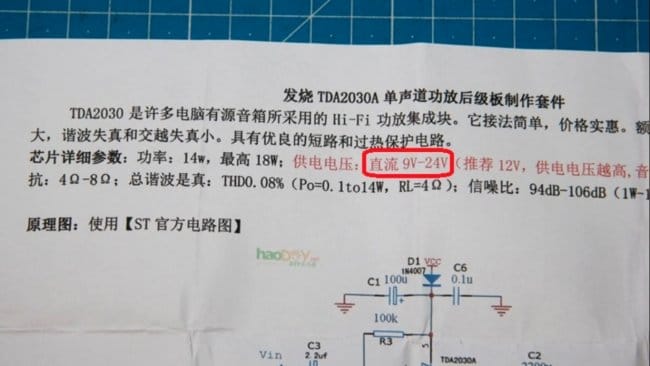 发烧 TDA2030A 单声道功放后级板制作套件
TDA2030 是许多电脑有源音箱所采用的 Hi-Fi 功放集成块。它接法简单，价格实惠。额
大，谐波失真和交越失真小。具有优良的短路和过热保护电路。
芯片详细参数：功率：14w，最高 18W；供电电压：直流 9V-24V（推荐 12V，供电电压越高，音
抗：4Ω-8Ω；总谐波是真：THD0.08%（Po=0.1to14W，RL=4Ω）；信噪比：94dB-106dB（1W-1
原理图：使用【ST 官方电路图】
haoDIY.net
D1 VCC
1N4007
C1 100u
C6
0.1u
100k
R3
5
Vin
C3
2.2uf
TDA2030A
C2
2200u